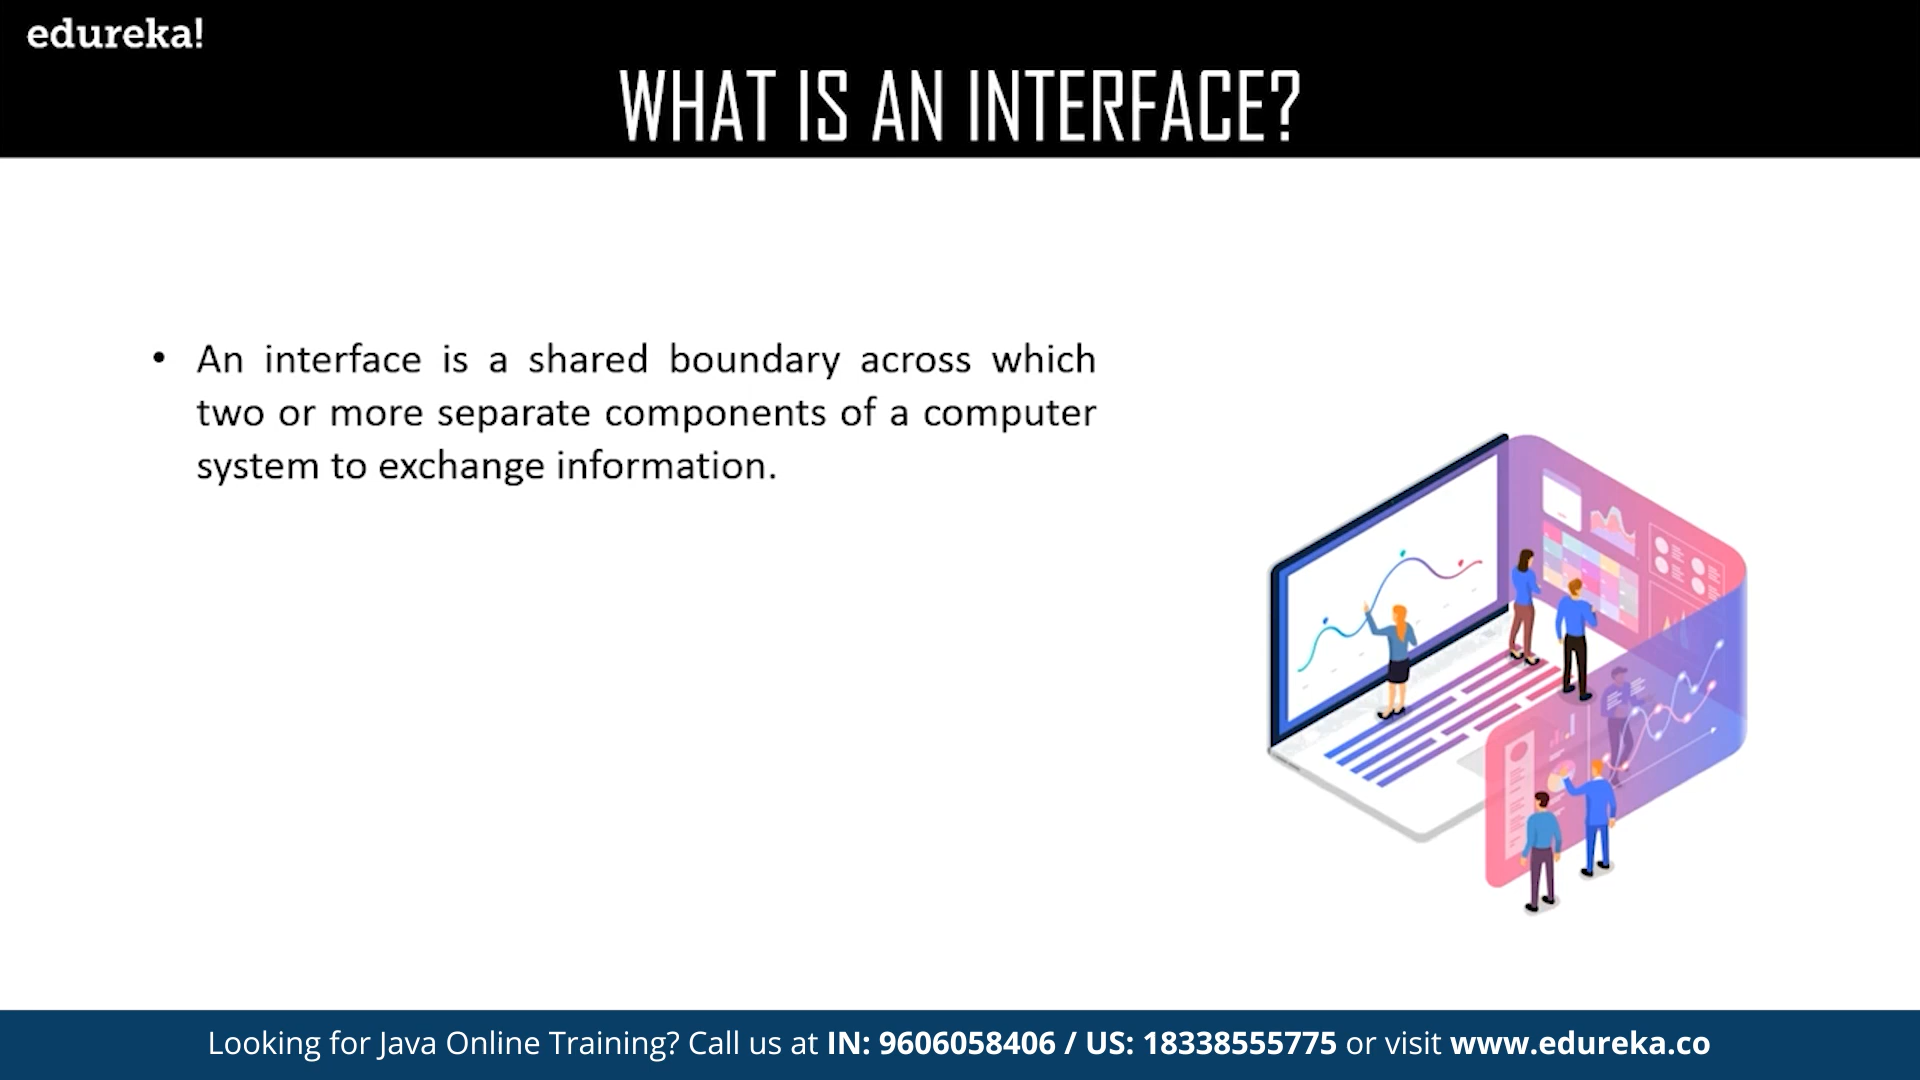 edureka!
WHAT IS AN INTERFACE?
• An interface is a shared boundary across which
two or more separate components of a computer
system to exchange information.
Looking for Java Online Training? Call us at IN: 9606058406 / US: 18338555775 or visit www.edureka.co